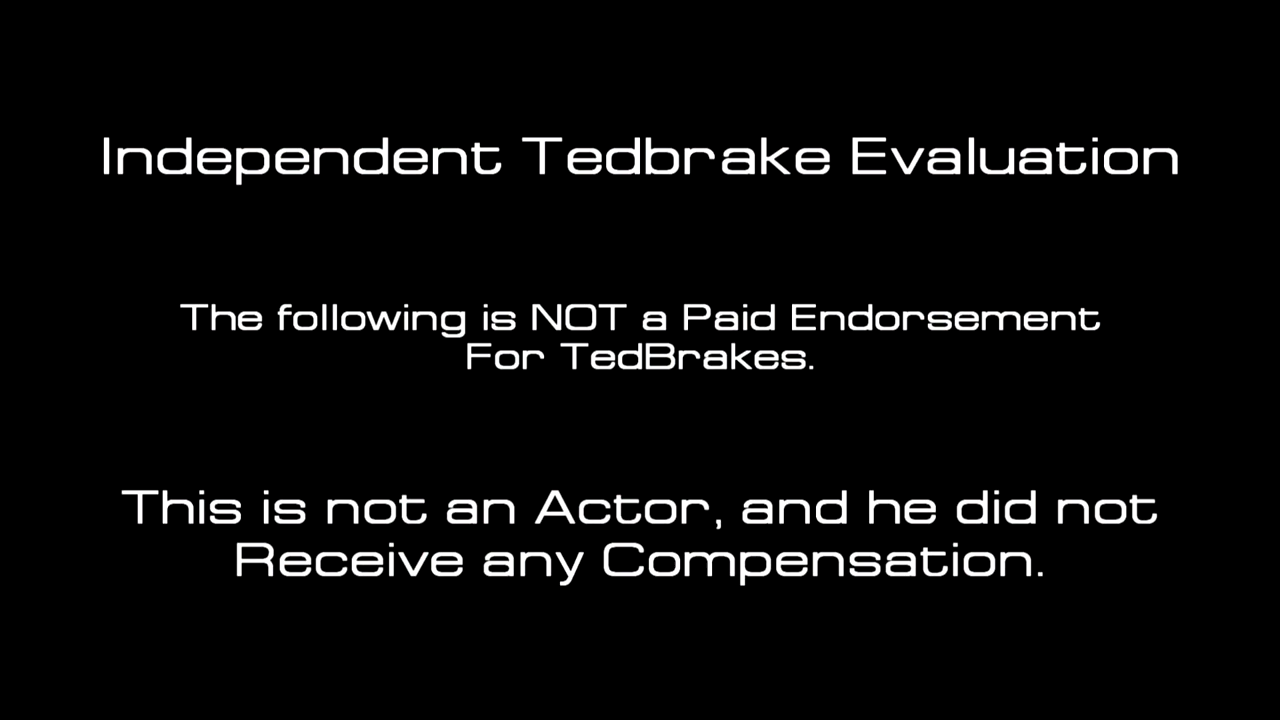 Independent Tedbrake Evaluation
The following is NOT a Paid Endorsement
For TedBrakes.
This is not an Actor, and he did not
Receive any Compensation.